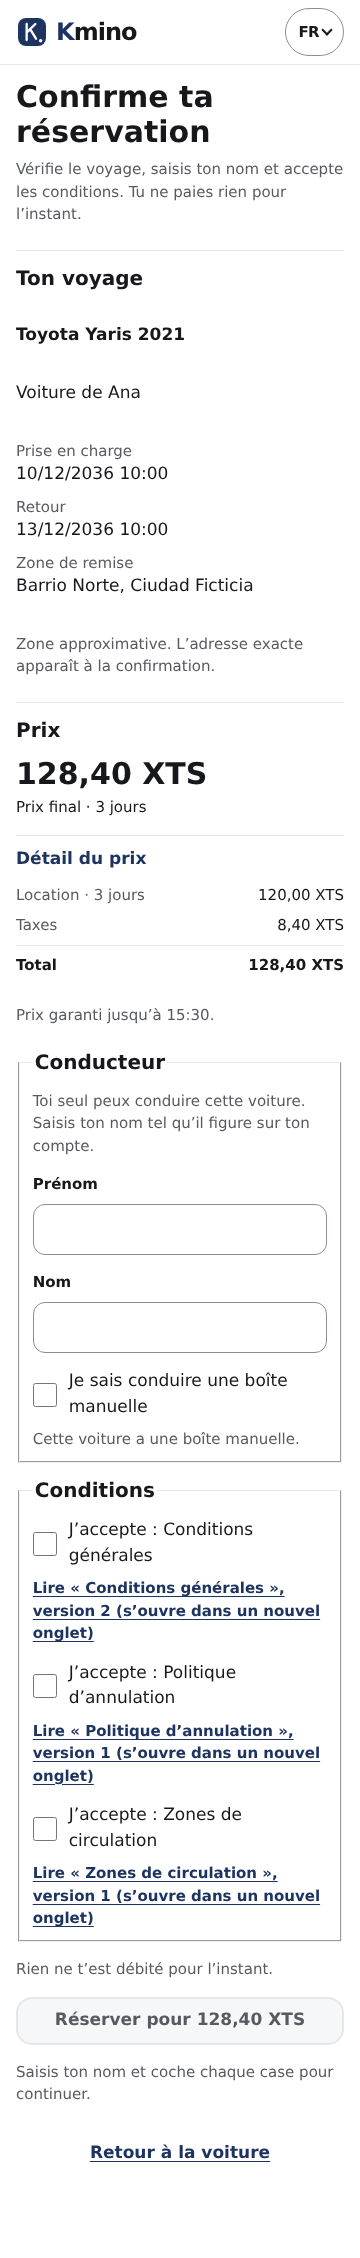 K. Kmino
FR
Confirme ta
réservation
Vérifie le voyage, saisis ton nom et accepte
les conditions. Tu ne paies rien pour
l’instant.
Ton voyage
Toyota Yaris 2021
Voiture de Ana
Prise en charge
10/12/2036 10:00
Retour
13/12/2036 10:00
Zone de remise
Barrio Norte, Ciudad Ficticia
Zone approximative. L’adresse exacte
apparaît à la confirmation.
Prix
128,40 XTS
Prix final · 3 jours
Détail du prix
Location · 3 jours 120,00 XTS
Taxes 8,40 XTS
Total 128,40 XTS
Prix garanti jusqu’à 15:30.
Conducteur
Toi seul peux conduire cette voiture.
Saisis ton nom tel qu’il figure sur ton
compte.
Prénom
Nom
Je sais conduire une boîte
manuelle
Cette voiture a une boîte manuelle.
Conditions
J’accepte : Conditions
générales
Lire « Conditions générales »,
version 2 (s’ouvre dans un nouvel
onglet)
J’accepte : Politique
d’annulation
Lire « Politique d’annulation »,
version 1 (s’ouvre dans un nouvel
onglet)
J’accepte : Zones de
circulation
Lire « Zones de circulation »,
version 1 (s’ouvre dans un nouvel
onglet)
Rien ne t’est débité pour l’instant.
Réserver pour 128,40 XTS
Saisis ton nom et coche chaque case pour
continuer.
Retour à la voiture